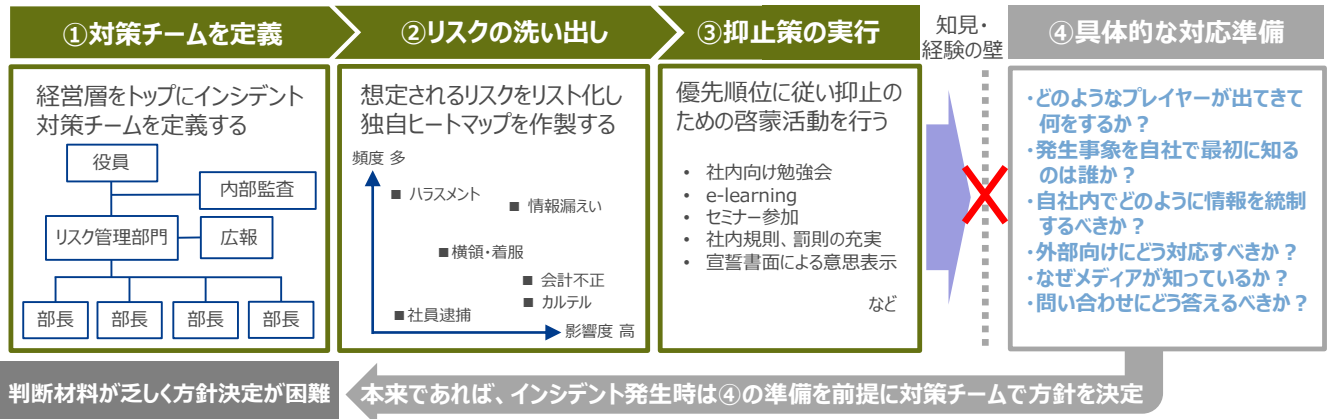 ①対策チームを定義
経営層をトップにインシデント
対策チームを定義する
役員
内部監査
リスク管理部門
広報
部長
部長
部長
部長
②リスクの洗い出し
想定されるリスクをリスト化し
独自ヒートマップを作製する
頻度 多
■ ハラスメント
■ 情報漏えい
■横領・着服
■ 会計不正
■ カルテル
■社員逮捕
影響度 高
③抑止策の実行
優先順位に従い抑止の
ための啓蒙活動を行う
• 社内向け勉強会
• e-learning
• セミナー参加
• 社内規則、罰則の充実
• 宣誓書面による意思表示
など
知見・
経験の壁
④具体的な対応準備
・どのようなプレイヤーが出てきて
何をするか？
・発生事象を自社で最初に知る
のは誰か？
・自社内でどのように情報を統制
するべきか？
・外部向けにどう対応すべきか？
・なぜメディアが知っているか？
・問い合わせにどう答えるべきか？
判断材料が乏しく方針決定が困難
本来であれば、インシデント発生時は④の準備を前提に対策チームで方針を決定